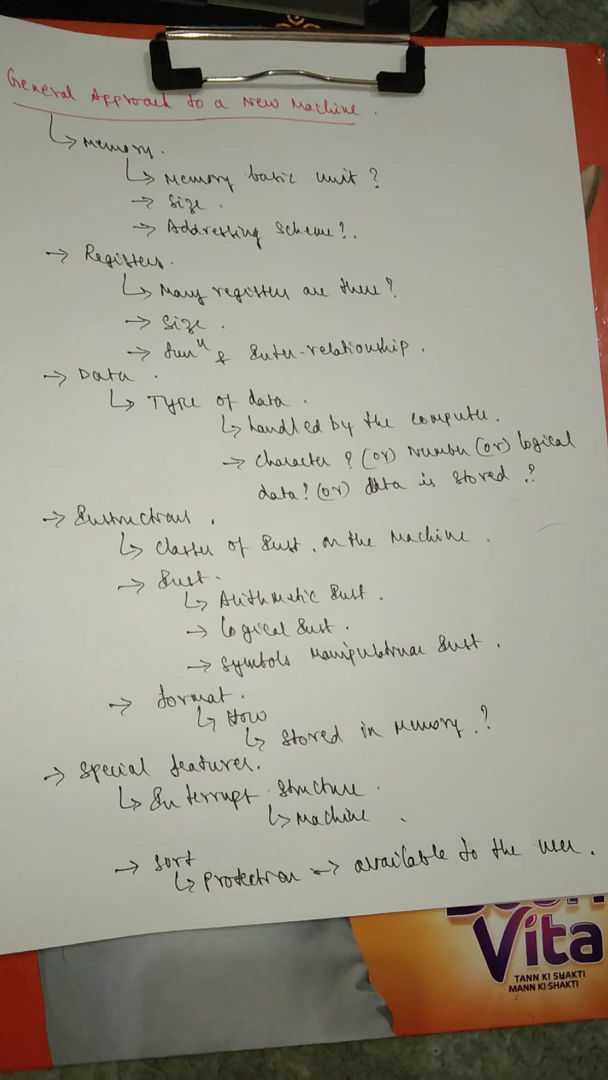 General Approach to a New Machine.
↳ Memory.
↳ Memory basic unit?
→ Size.
→ Addressing Scheme?.
→ Registers.
↳ Many registers are there?
→ Size.
→ & Inter-relationship.
→ Data.
↳ Type of data.
↳ handled by the compute.
→ Character? (or) Number (or) logical
data? (or) data is stored?
→ Instructions.
↳ Classes of Inst. on the Machine.
→ Inst.
↳ Arithmetic Inst.
→ Logical Inst.
→ Symbols Manipulation Inst.
→ format.
↳ How
↳ Stored in Memory?
→ Special features.
↳ Interrupt Structure.
↳ Machine.
→ Sort
↳ Protection → available to the user.
Vita
TANN KI SHAKTI
MANN KI SHAKTI